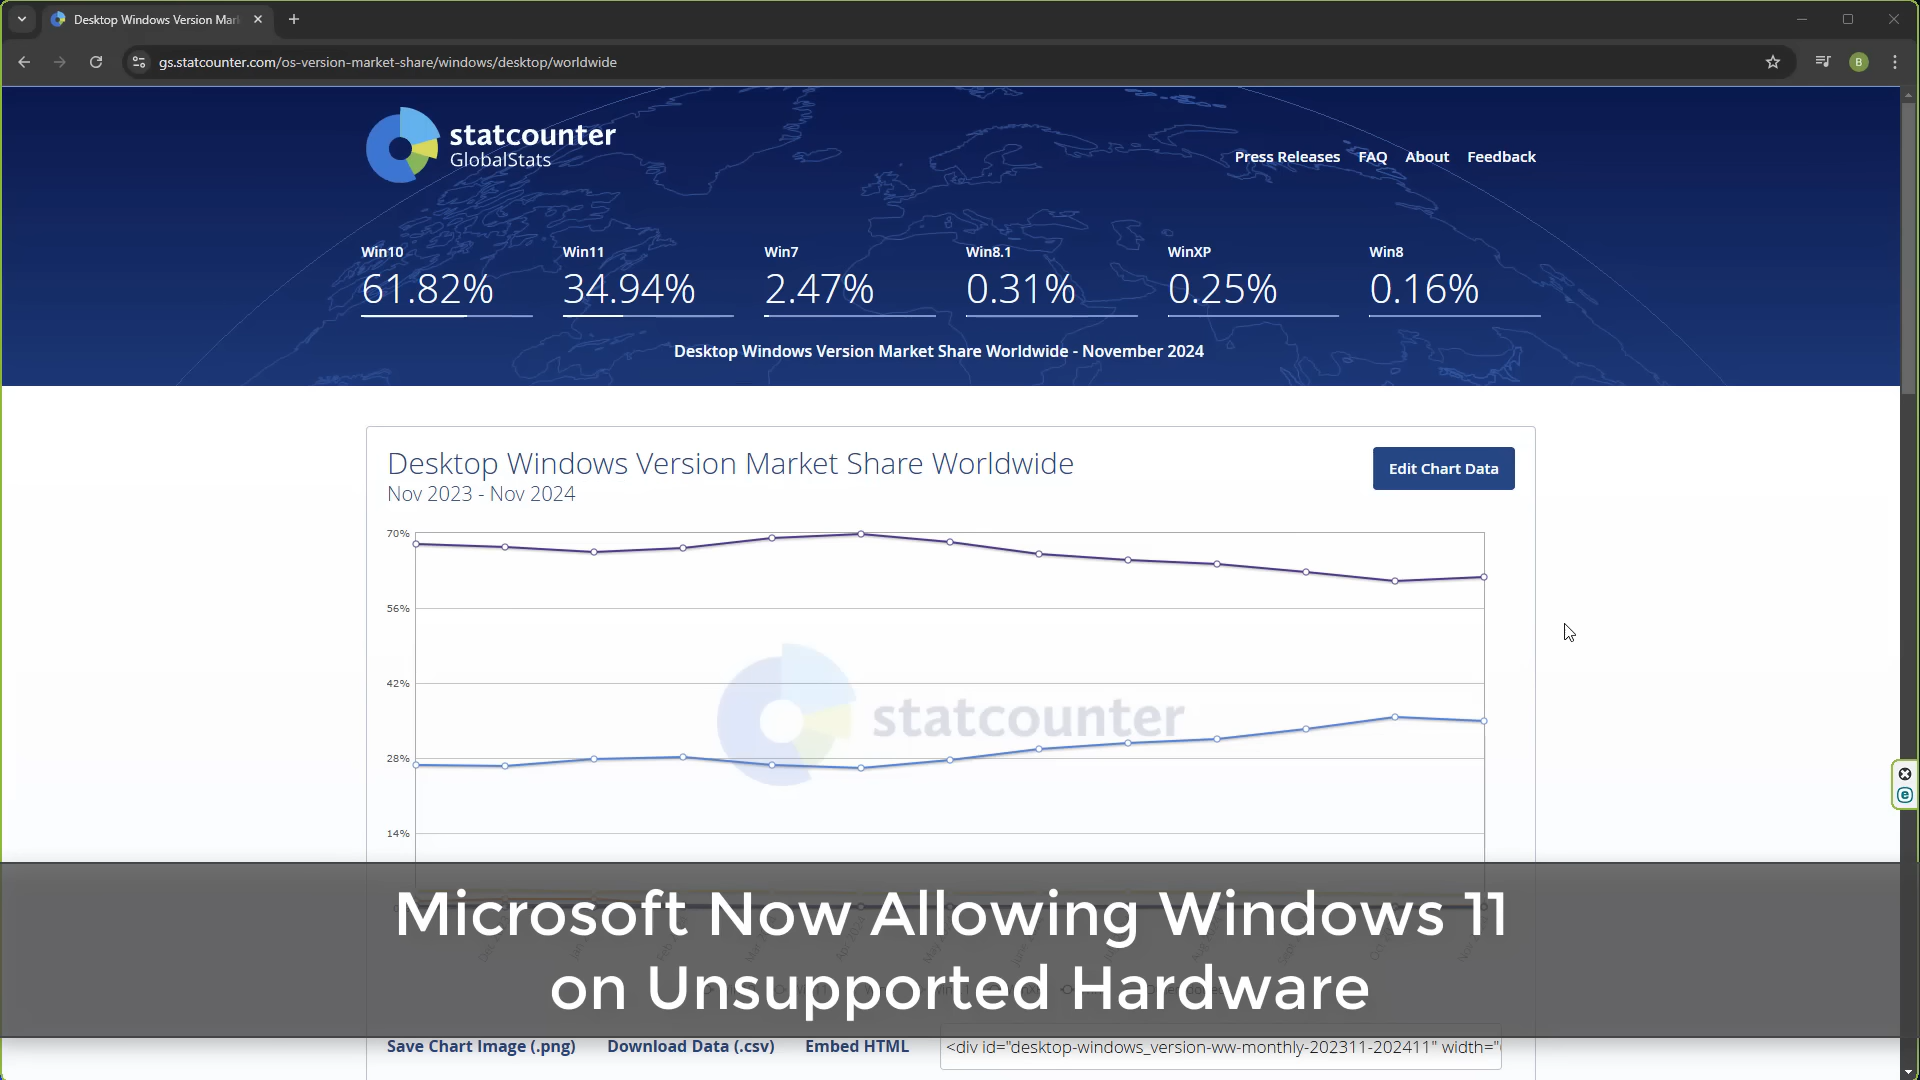 Desktop Windows Version Mar
gs.statcounter.com/os-version-market-share/windows/desktop/worldwide
B
statcounter
GlobalStats
Press Releases FAQ About Feedback
Win10 Win11 Win7 Win8.1 WinXP Win8
61.82% 34.94% 2.47% 0.31% 0.25% 0.16%
Desktop Windows Version Market Share Worldwide - November 2024
Desktop Windows Version Market Share Worldwide
Nov 2023 - Nov 2024
Edit Chart Data
70%
56%
42%
statcounter
28%
14%
Microsoft Now Allowing Windows 11
on Unsupported Hardware
Save Chart Image (.png) Download Data (.csv) Embed HTML
<div id="desktop-windows_version-ww-monthly-202311-202411" width="